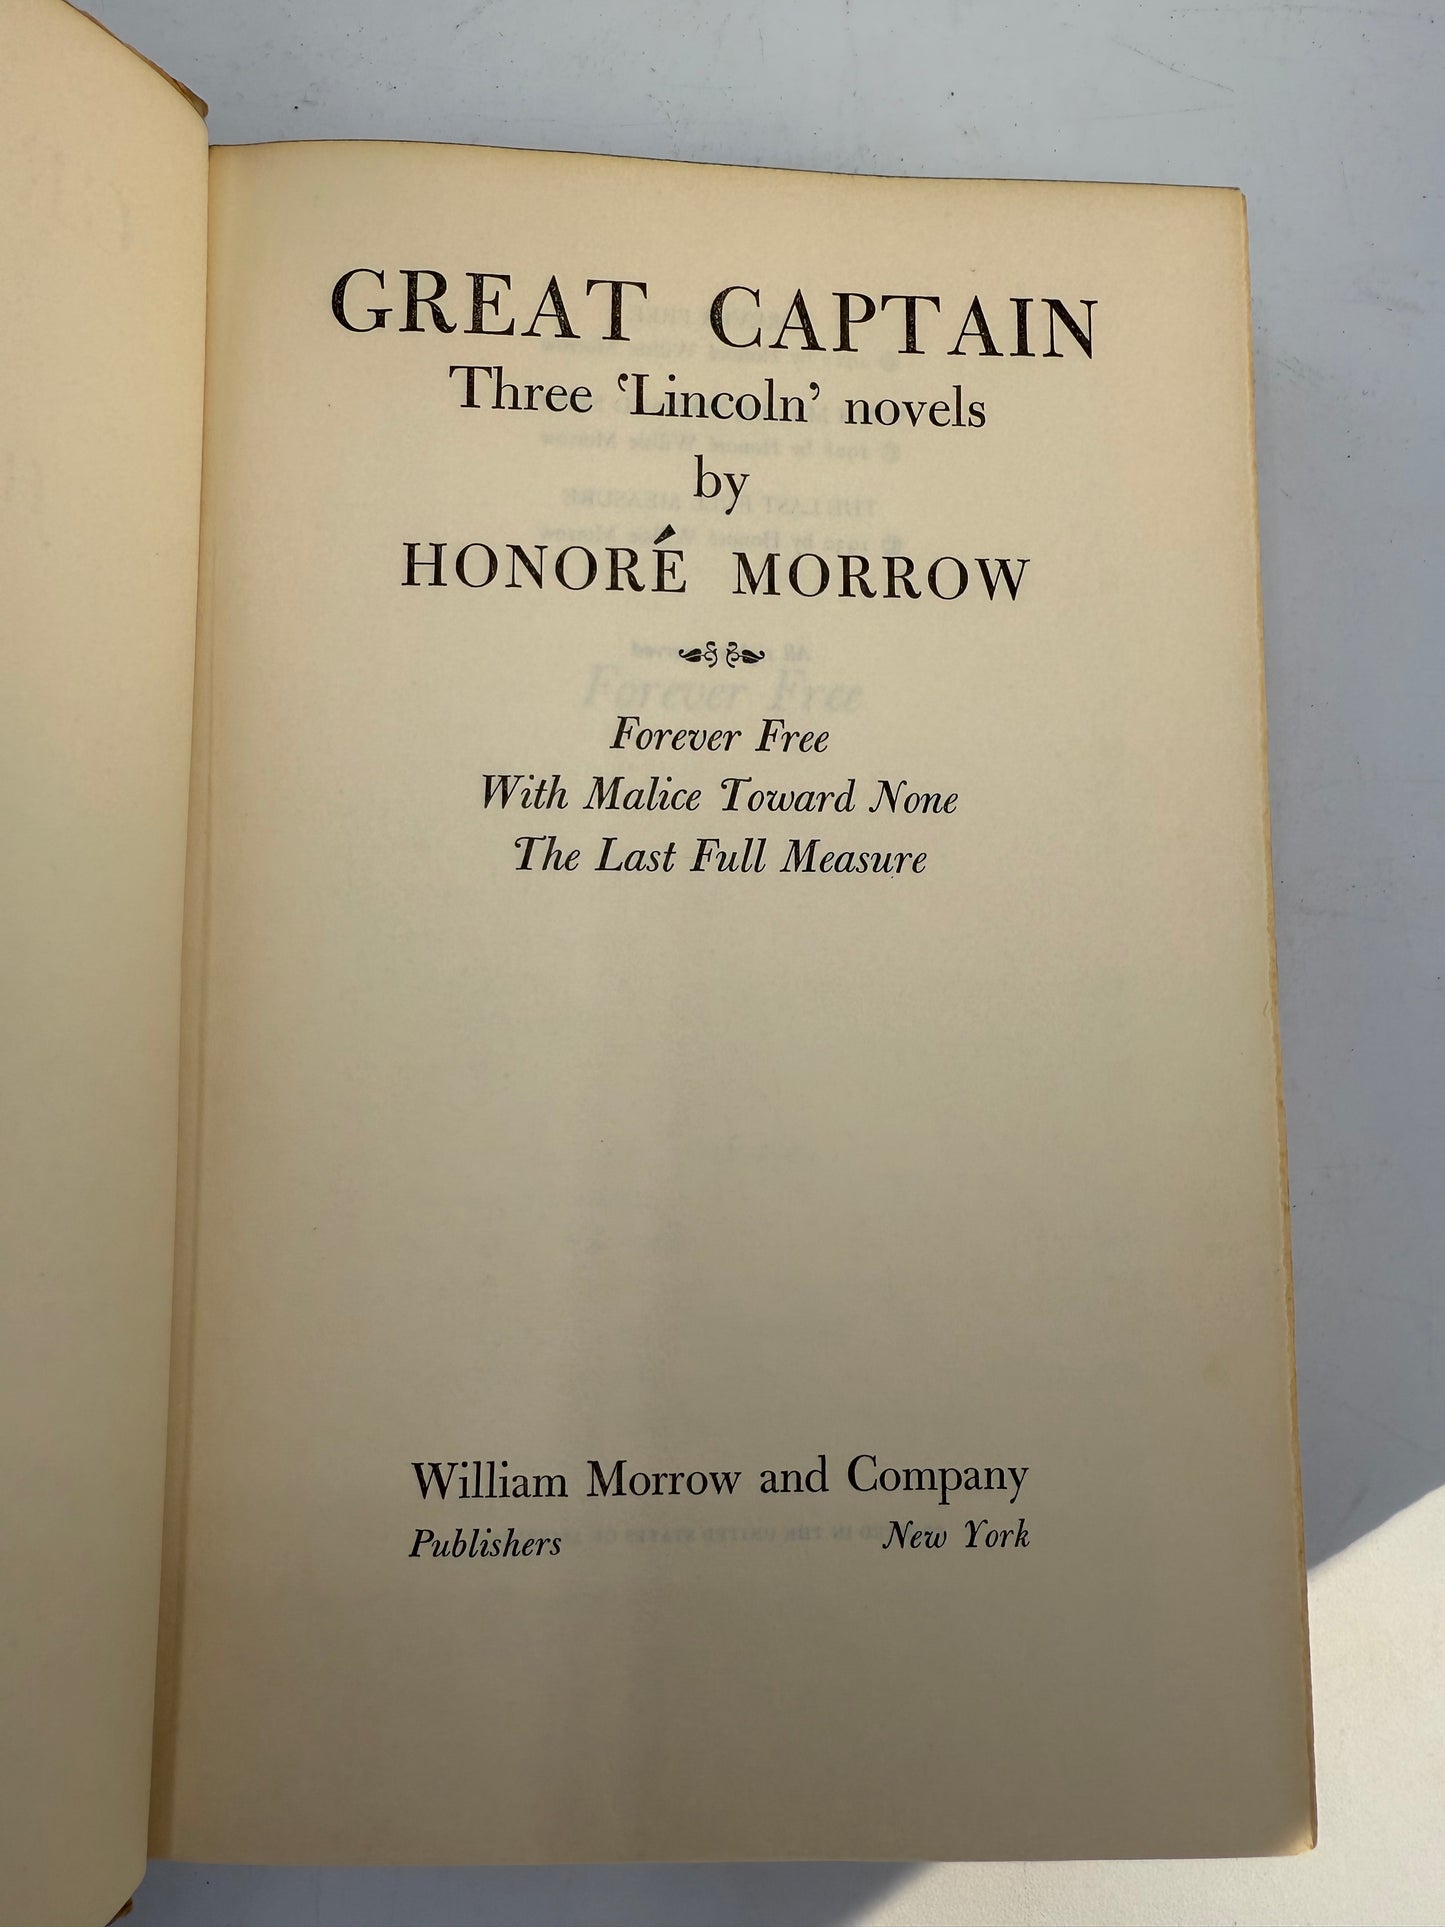 GREAT CAPTAIN
Three ‘Lincoln’ novels
by
HONORÉ MORROW
Forever Free
With Malice Toward None
The Last Full Measure
William Morrow and Company
Publishers New York